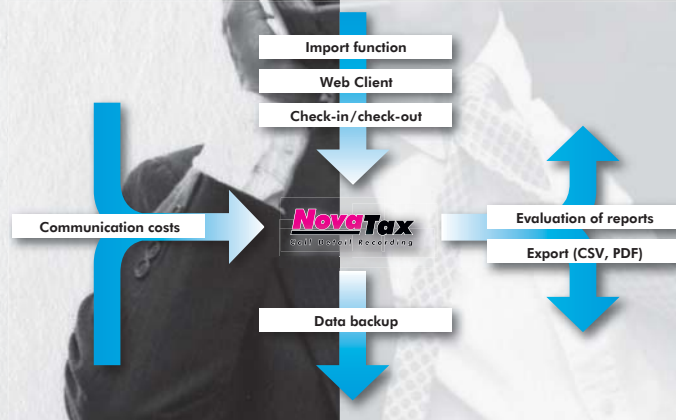 Import function
Web Client
Check-in/check-out
Communication costs
NovaTax
Call Detail Recording
Evaluation of reports
Export (CSV, PDF)
Data backup